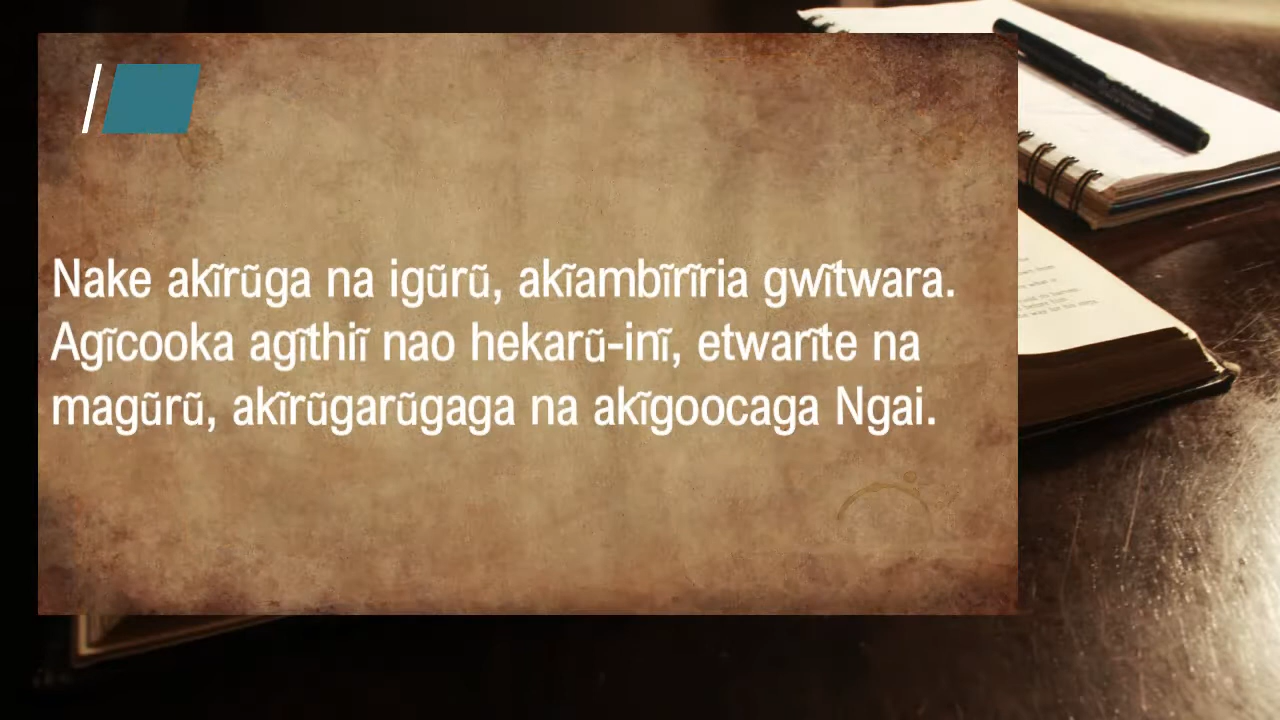 Nake akĩrũga na igũrũ, akĩambĩrĩria gwĩtwara.
Agĩcooka agĩthiĩ nao hekarũ-inĩ, etwarĩte na
magũrũ, akĩrũgarũgaga na akĩgoocaga Ngai.